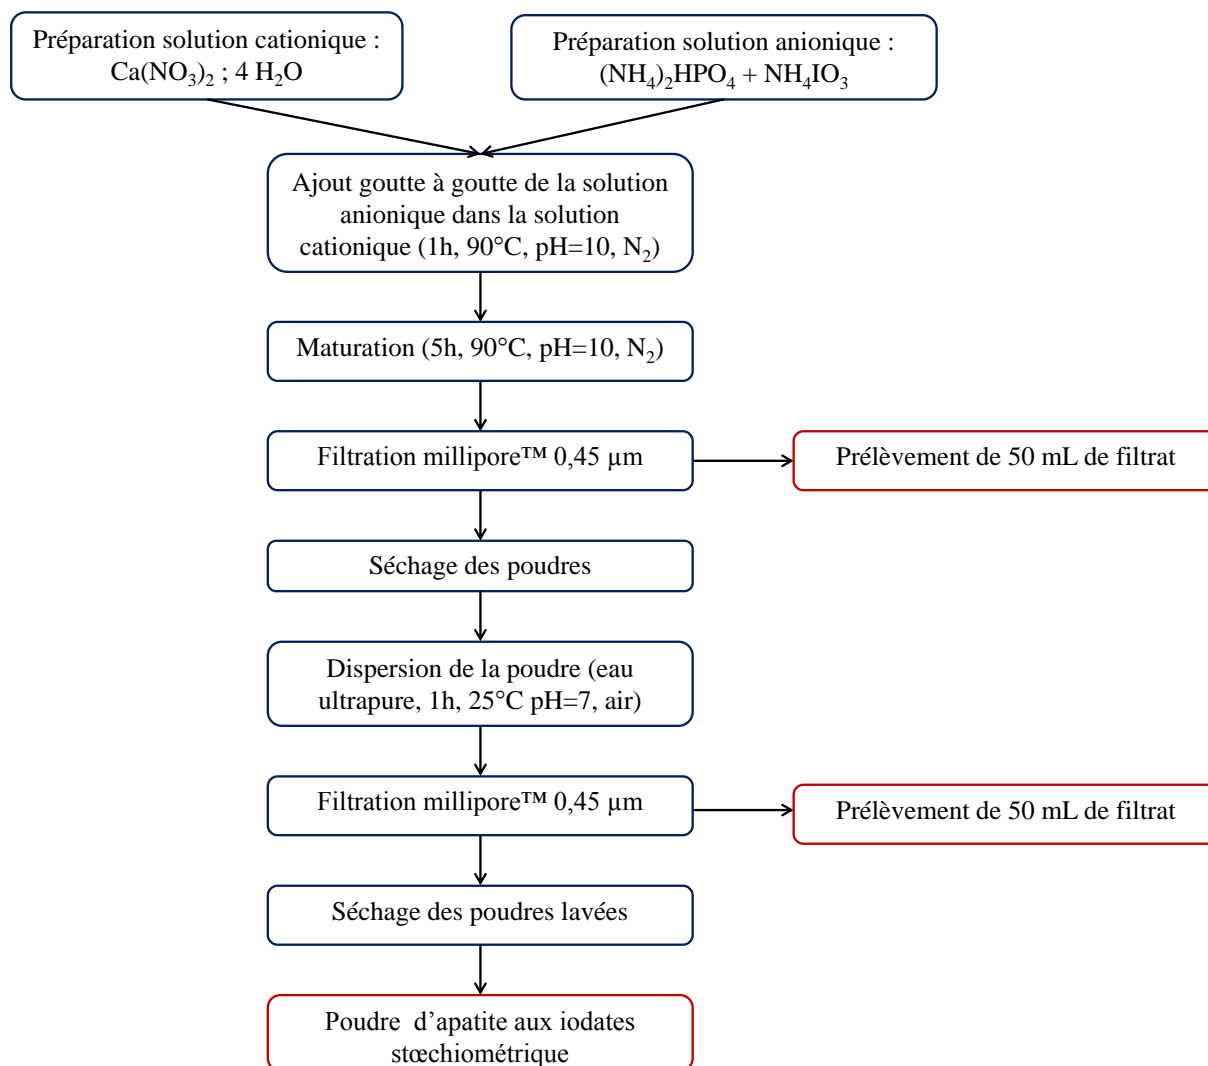 Préparation solution cationique :
Ca(NO₃)₂ ; 4 H₂O
Préparation solution anionique :
(NH₄)₂HPO₄ + NH₄IO₃
Ajout goutte à goutte de la solution
anionique dans la solution
cationique (1h, 90°C, pH=10, N₂)
Maturation (5h, 90°C, pH=10, N₂)
Filtration millipore™ 0,45 µm
Prélèvement de 50 mL de filtrat
Séchage des poudres
Dispersion de la poudre (eau
ultrapure, 1h, 25°C pH=7, air)
Filtration millipore™ 0,45 µm
Prélèvement de 50 mL de filtrat
Séchage des poudres lavées
Poudre d’apatite aux iodates
stœchiométrique